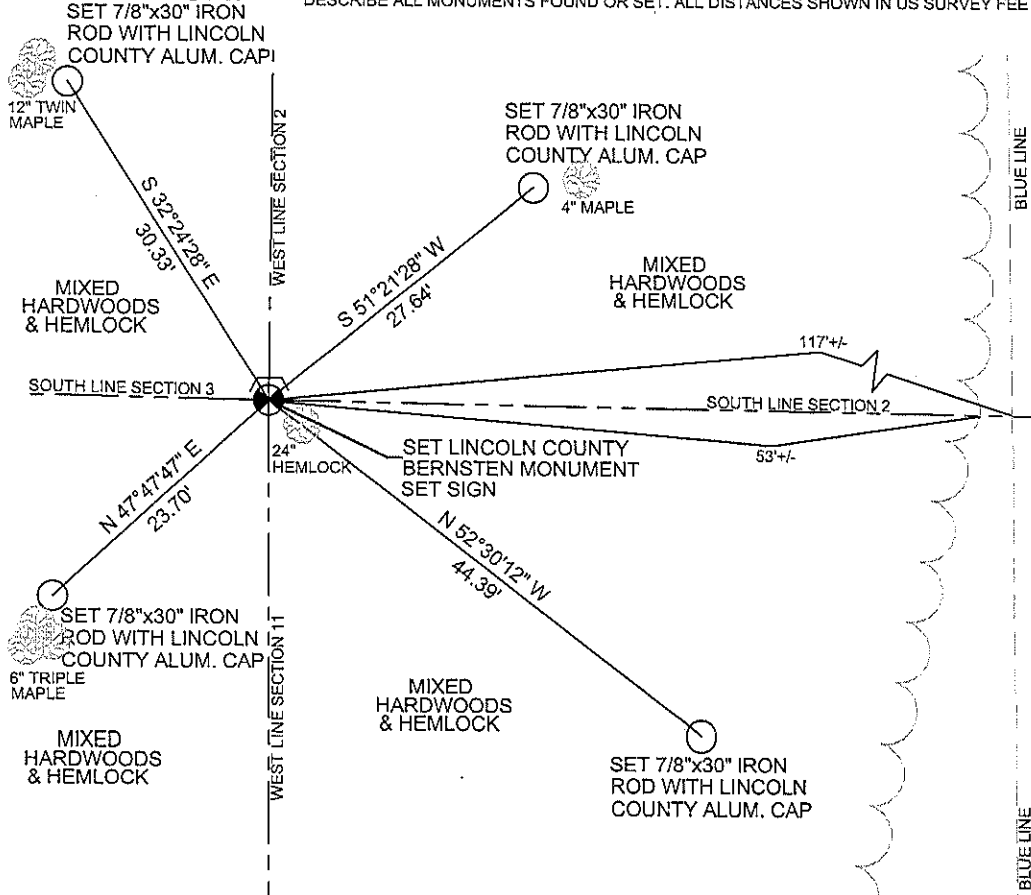 DESCRIBE ALL MONUMENTS FOUND OR SET. ALL DISTANCES SHOWN IN US SURVEY FEE
SET 7/8"x30" IRON
ROD WITH LINCOLN
COUNTY ALUM. CAP
12" TWIN
MAPLE
WEST LINE SECTION 2
SET 7/8"x30" IRON
ROD WITH LINCOLN
COUNTY ALUM. CAP
4" MAPLE
BLUE LINE
S 32°24'28" E
30.33'
S 51°21'28" W
27.64'
MIXED
HARDWOODS
& HEMLOCK
MIXED
HARDWOODS
& HEMLOCK
117'+/-
SOUTH LINE SECTION 3
SOUTH LINE SECTION 2
53'+/-
24"
HEMLOCK
SET LINCOLN COUNTY
BERNSTEN MONUMENT
SET SIGN
N 47°47'47" E
23.70'
N 52°30'12" W
44.39'
SET 7/8"x30" IRON
ROD WITH LINCOLN
COUNTY ALUM. CAP
6" TRIPLE
MAPLE
WEST LINE SECTION 11
MIXED
HARDWOODS
& HEMLOCK
MIXED
HARDWOODS
& HEMLOCK
SET 7/8"x30" IRON
ROD WITH LINCOLN
COUNTY ALUM. CAP
BLUE LINE